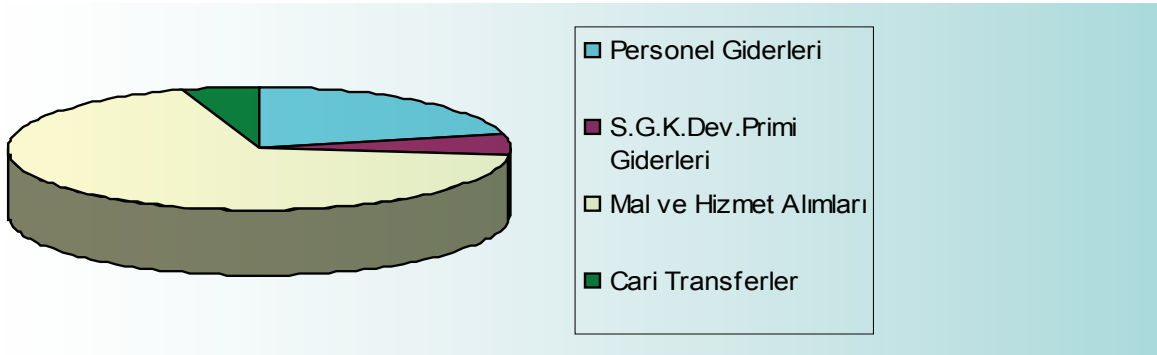 Personel Giderleri
S.G.K.Dev.Primi
Giderleri
Mal ve Hizmet Alımları
Cari Transferler